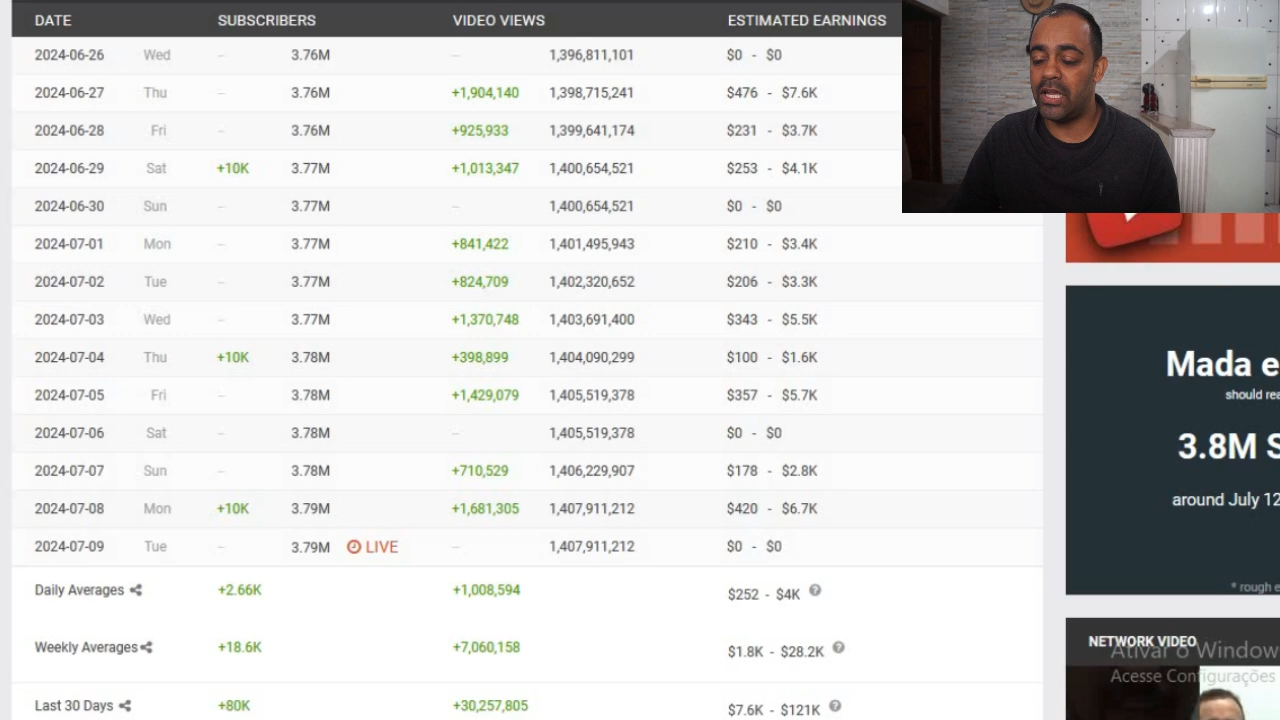 DATE SUBSCRIBERS VIDEO VIEWS ESTIMATED EARNINGS
2024-06-26 Wed – 3.76M – 1,396,811,101 $0 - $0
2024-06-27 Thu – 3.76M +1,904,140 1,398,715,241 $476 - $7.6K
2024-06-28 Fri – 3.76M +925,933 1,399,641,174 $231 - $3.7K
2024-06-29 Sat +10K 3.77M +1,013,347 1,400,654,521 $253 - $4.1K
2024-06-30 Sun – 3.77M – 1,400,654,521 $0 - $0
2024-07-01 Mon – 3.77M +841,422 1,401,495,943 $210 - $3.4K
2024-07-02 Tue – 3.77M +824,709 1,402,320,652 $206 - $3.3K
2024-07-03 Wed – 3.77M +1,370,748 1,403,691,400 $343 - $5.5K
2024-07-04 Thu +10K 3.78M +398,899 1,404,090,299 $100 - $1.6K
2024-07-05 Fri – 3.78M +1,429,079 1,405,519,378 $357 - $5.7K
2024-07-06 Sat – 3.78M – 1,405,519,378 $0 - $0
2024-07-07 Sun – 3.78M +710,529 1,406,229,907 $178 - $2.8K
2024-07-08 Mon +10K 3.79M +1,681,305 1,407,911,212 $420 - $6.7K
2024-07-09 Tue – 3.79M LIVE – 1,407,911,212 $0 - $0
Daily Averages +2.66K +1,008,594 $252 - $4K
Weekly Averages +18.6K +7,060,158 $1.8K - $28.2K
Last 30 Days +80K +30,257,805 $7.6K - $121K
Mada e
should rea
3.8M S
around July 12
* rough e
NETWORK VIDEO
Ativar o Window
Acesse Configurações